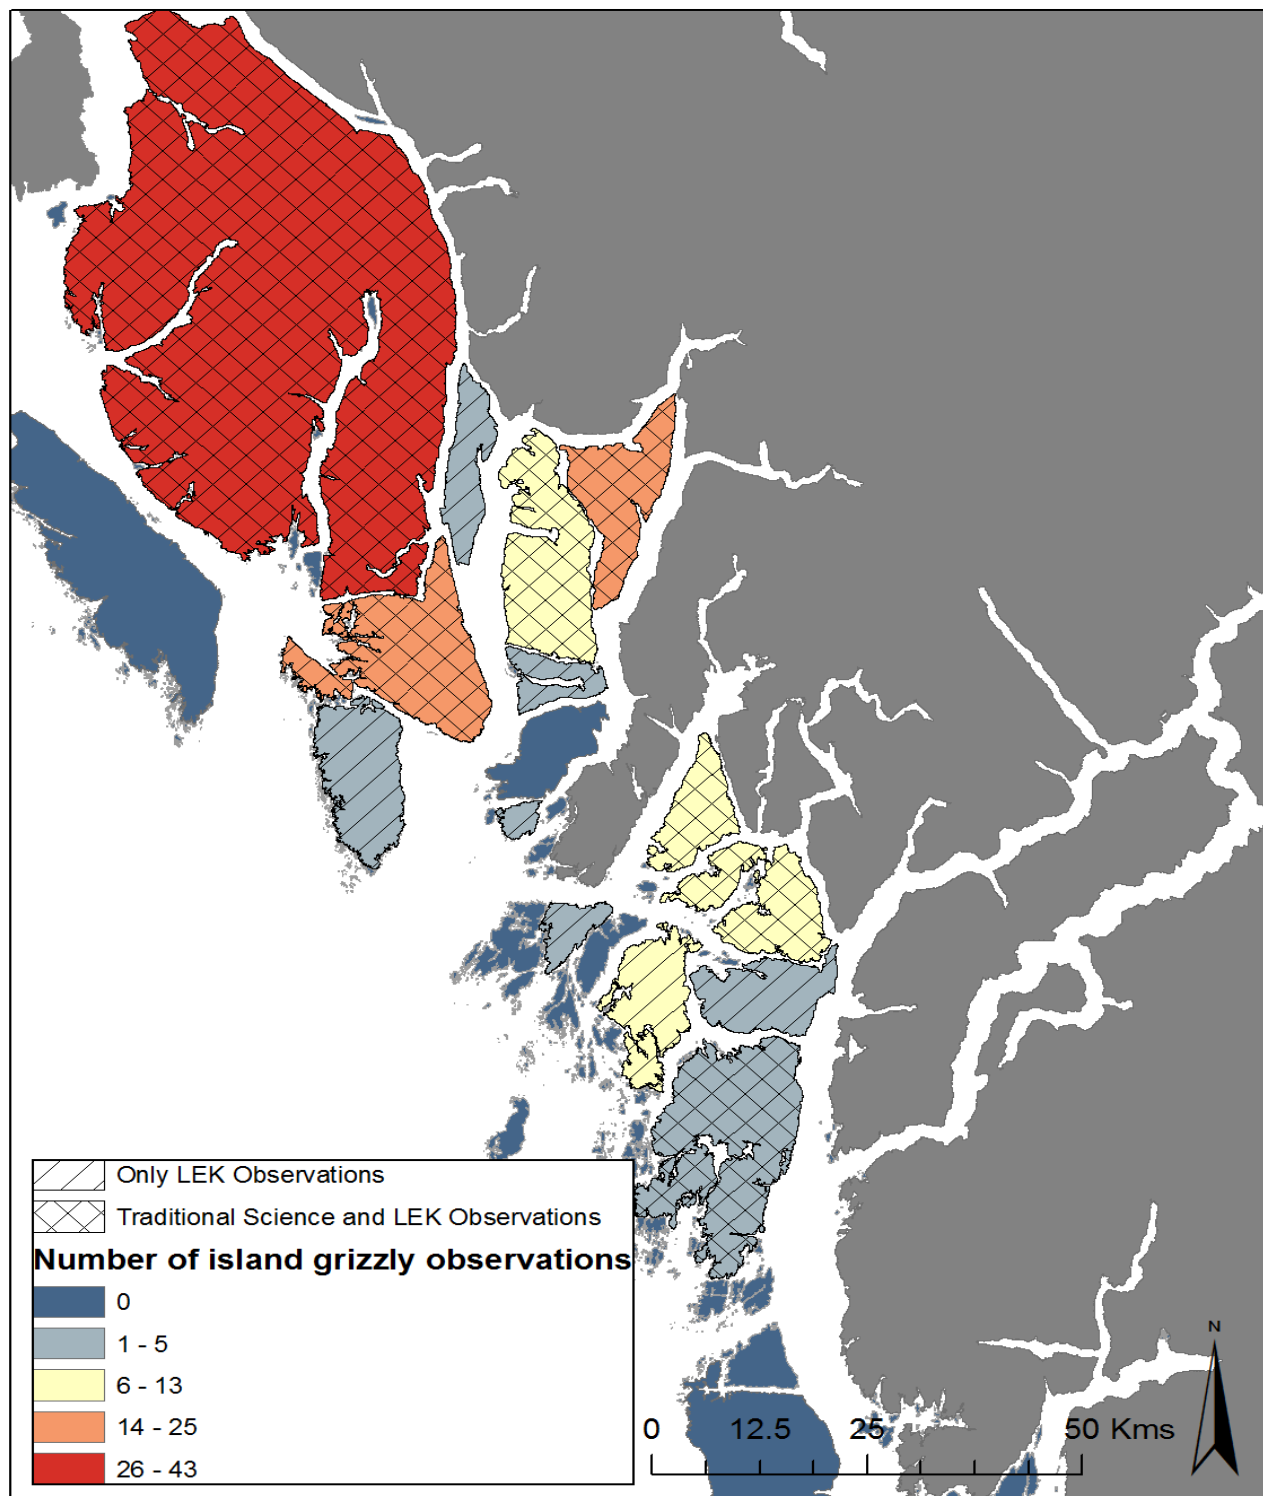 Only LEK Observations
Traditional Science and LEK Observations
Number of island grizzly observations
0
1 - 5
6 - 13
14 - 25
26 - 43
0 12.5 25 50 Kms
N